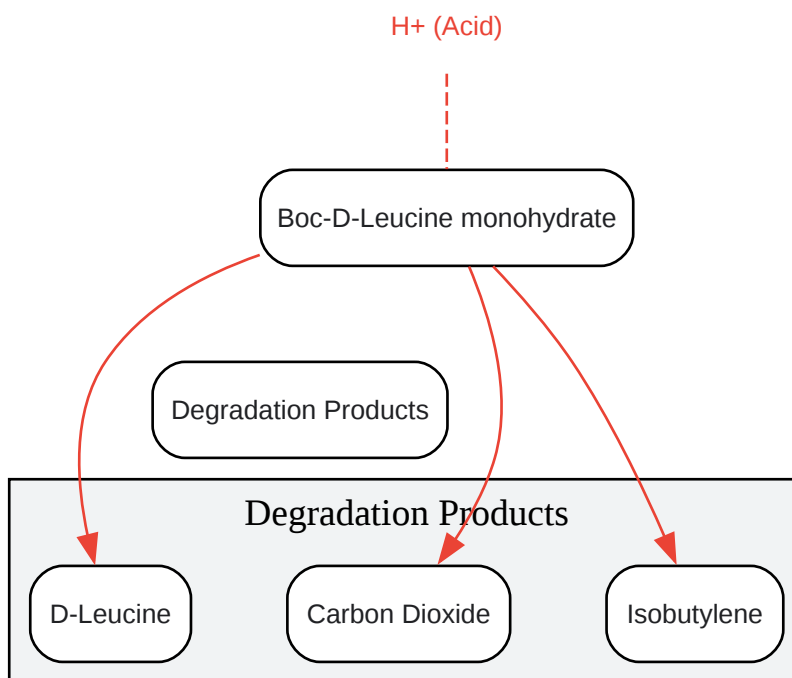 H+ (Acid)
Boc-D-Leucine monohydrate
Degradation Products
Degradation Products
D-Leucine
Carbon Dioxide
Isobutylene